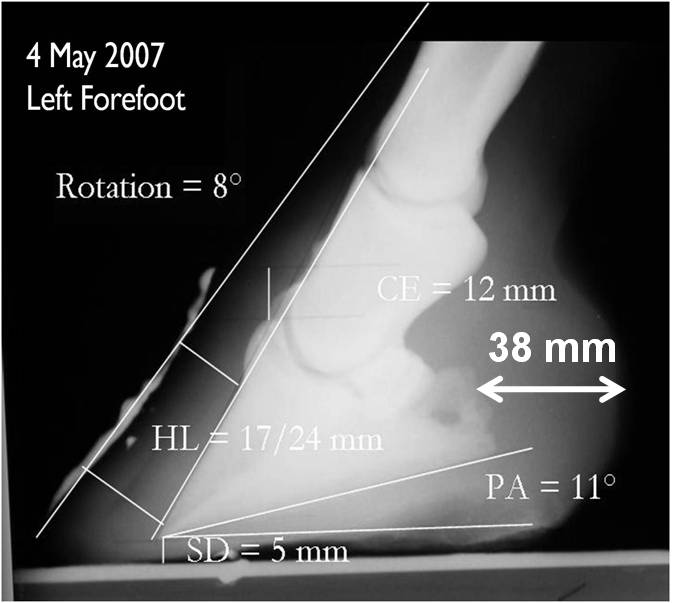 4 May 2007
Left Forefoot
Rotation = 8°
CE = 12 mm
38 mm
HL = 17/24 mm
PA = 11°
SD = 5 mm